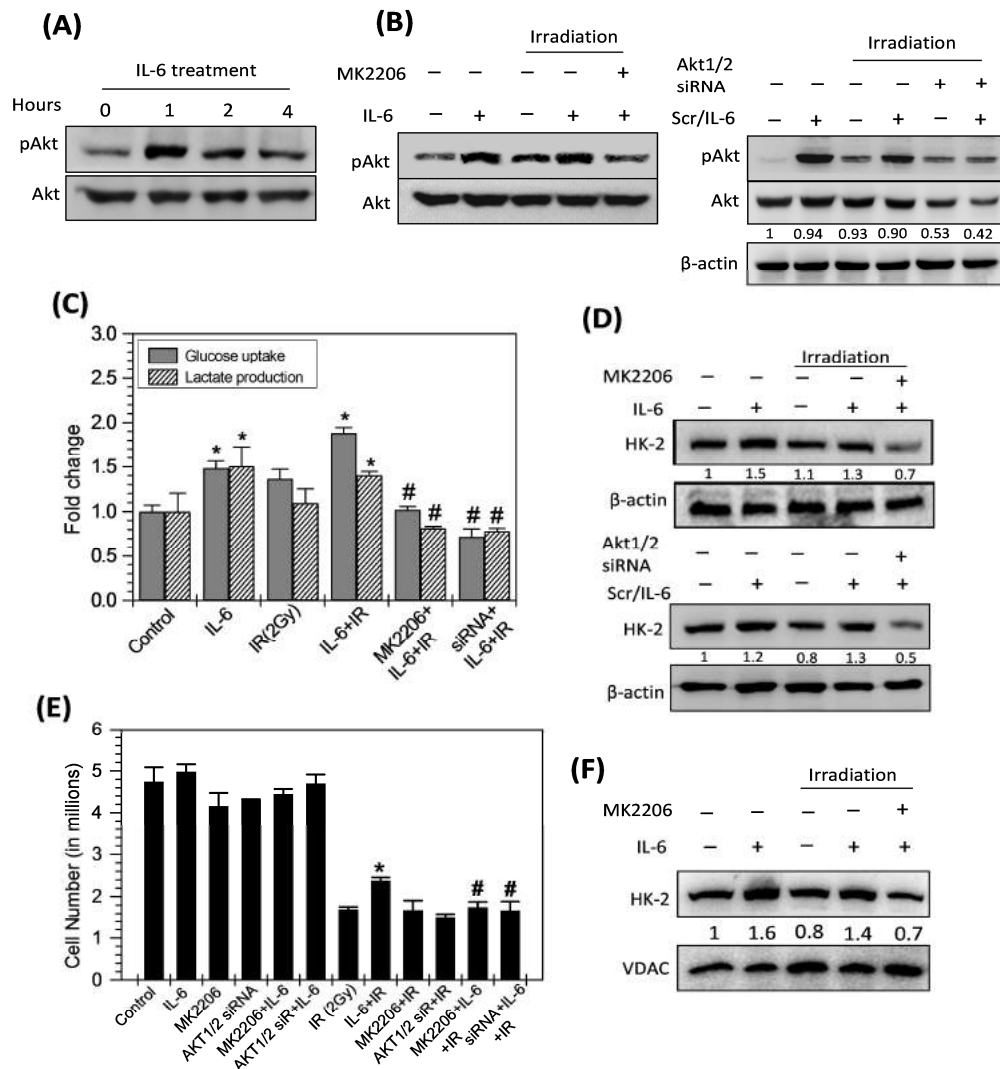 (A)
IL-6 treatment
Hours 0 1 2 4
pAkt
Akt
(B)
Irradiation
MK2206 – – – – +
IL-6 – + – + +
pAkt
Akt
Irradiation
Akt1/2
siRNA – – – – + +
Scr/IL-6 – + – + – +
pAkt
Akt
1 0.94 0.93 0.90 0.53 0.42
β-actin
(C)
Fold change
3.0
2.5
2.0
1.5
1.0
0.5
0.0
Glucose uptake
Lactate production
* * * * # # # #
Control
IL-6
IR(2Gy)
IL-6+IR
MK2206+
IL-6+IR
siRNA+
IL-6+IR
(D)
Irradiation
MK2206 – – – – +
IL-6 – + – + +
HK-2
1 1.5 1.1 1.3 0.7
β-actin
Akt1/2
siRNA – – – – +
Scr/IL-6 – + – + +
HK-2
1 1.2 0.8 1.3 0.5
β-actin
(E)
Cell Number (in millions)
6
5
4
3
2
1
0
* # #
Control
IL-6
MK2206
AKT1/2 siRNA
MK2206+IL-6
AKT1/2 siR+IL-6
IR (2Gy)
IL-6+IR
MK2206+IR
AKT1/2 siR+IR
MK2206+IL-6
+IR
siRNA+IL-6
+IR
(F)
Irradiation
MK2206 – – – – +
IL-6 – + – + +
HK-2
1 1.6 0.8 1.4 0.7
VDAC